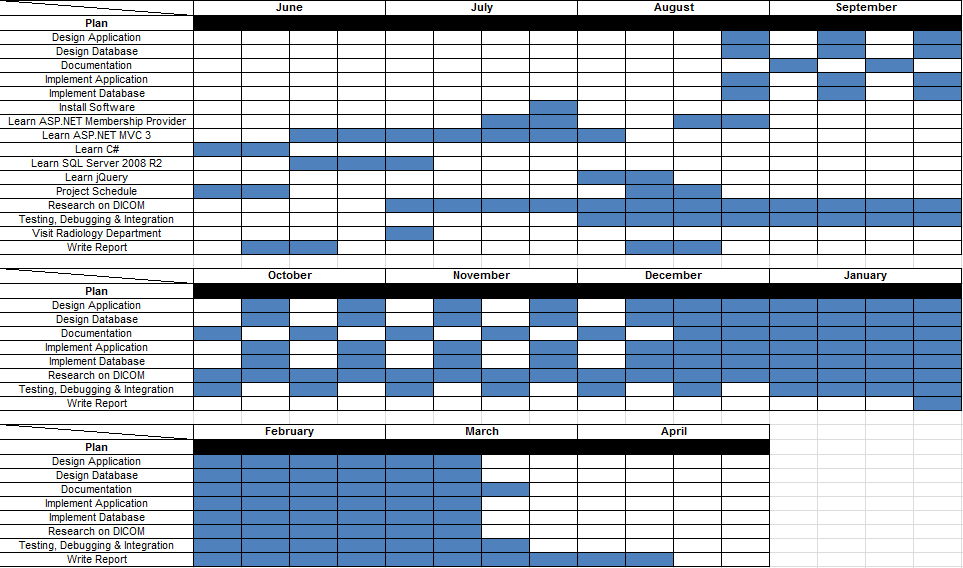 June July August September
Plan
Design Application
Design Database
Documentation
Implement Application
Implement Database
Install Software
Learn ASP.NET Membership Provider
Learn ASP.NET MVC 3
Learn C#
Learn SQL Server 2008 R2
Learn jQuery
Project Schedule
Research on DICOM
Testing, Debugging & Integration
Visit Radiology Department
Write Report
October November December January
Plan
Design Application
Design Database
Documentation
Implement Application
Implement Database
Research on DICOM
Testing, Debugging & Integration
Write Report
February March April
Plan
Design Application
Design Database
Documentation
Implement Application
Implement Database
Research on DICOM
Testing, Debugging & Integration
Write Report